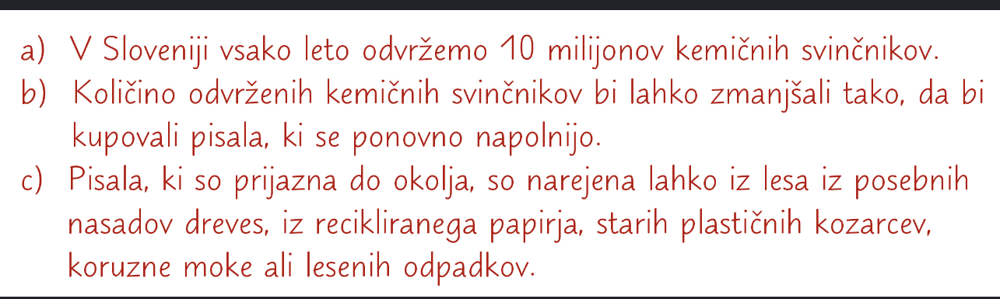 a) V Sloveniji vsako leto odvržemo 10 milijonov kemičnih svinčnikov.
b) Količino odvrženih kemičnih svinčnikov bi lahko zmanjšali tako, da bi
kupovali pisala, ki se ponovno napolnijo.
c) Pisala, ki so prijazna do okolja, so narejena lahko iz lesa iz posebnih
nasadov dreves, iz recikliranega papirja, starih plastičnih kozarcev,
koruzne moke ali lesenih odpadkov.